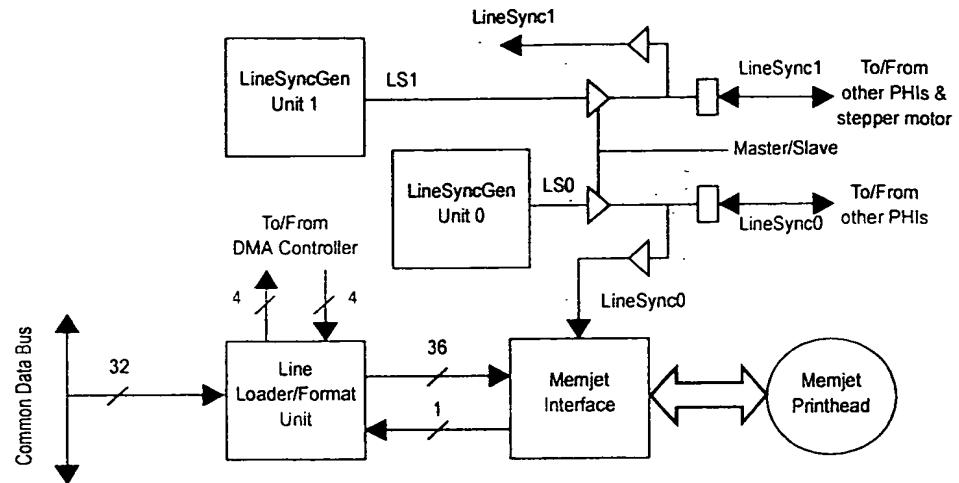 LineSync1
LineSyncGen
Unit 1
LS1
LineSync1
To/From
other PHIs &
stepper motor
Master/Slave
LineSyncGen
Unit 0
LS0
To/From
other PHIs
LineSync0
To/From
DMA Controller
LineSync0
4
4
Common Data Bus
32
Line
Loader/Format
Unit
36
1
Memjet
Interface
Memjet
Printhead